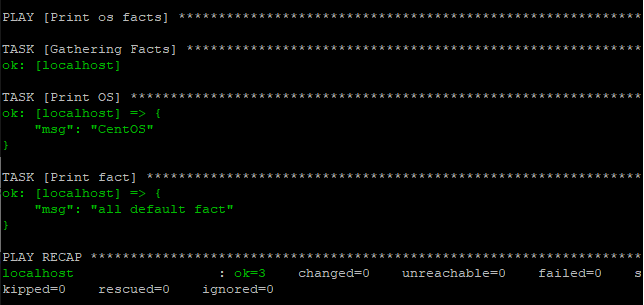 PLAY [Print os facts] **********************************************************
TASK [Gathering Facts] *********************************************************
ok: [localhost]
TASK [Print OS] ****************************************************************
ok: [localhost] => {
    "msg": "CentOS"
}
TASK [Print fact] **************************************************************
ok: [localhost] => {
    "msg": "all default fact"
}
PLAY RECAP *********************************************************************
localhost                  : ok=3    changed=0    unreachable=0    failed=0    s
kipped=0    rescued=0    ignored=0